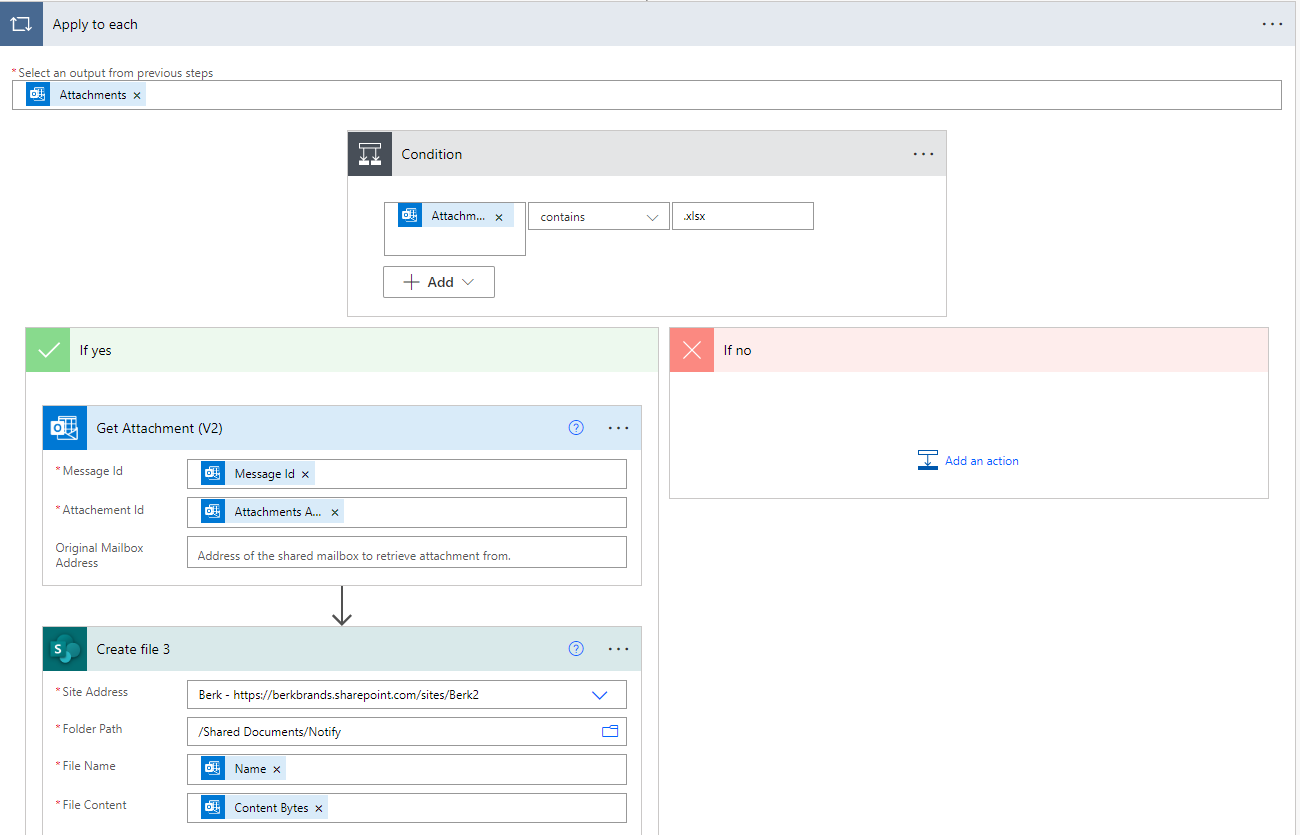 Apply to each
* Select an output from previous steps
Attachments ×
Condition
Attachm... ×
contains
.xlsx
+ Add
If yes
If no
Get Attachment (V2)
* Message Id
Message Id ×
* Attachement Id
Attachments A... ×
Original Mailbox
Address
Address of the shared mailbox to retrieve attachment from.
Add an action
Create file 3
* Site Address
Berk - https://berkbrands.sharepoint.com/sites/Berk2
* Folder Path
/Shared Documents/Notify
* File Name
Name ×
* File Content
Content Bytes ×